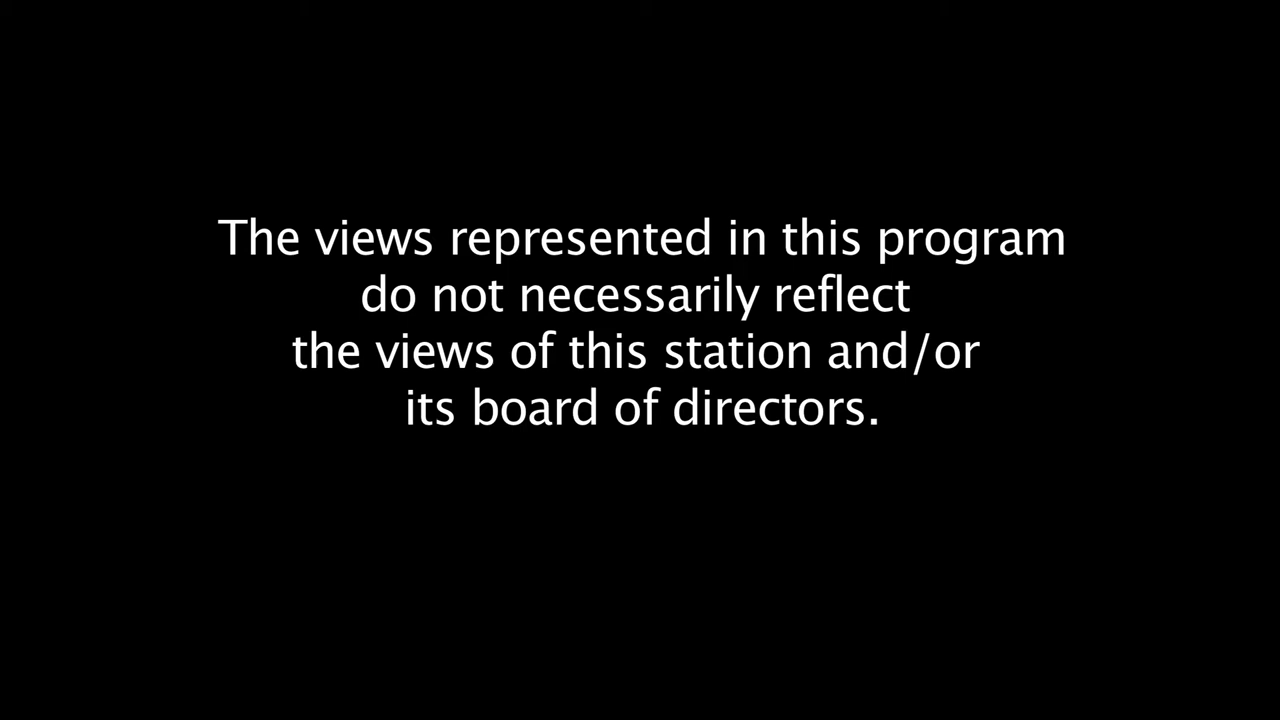 The views represented in this program
do not necessarily reflect
the views of this station and/or
its board of directors.